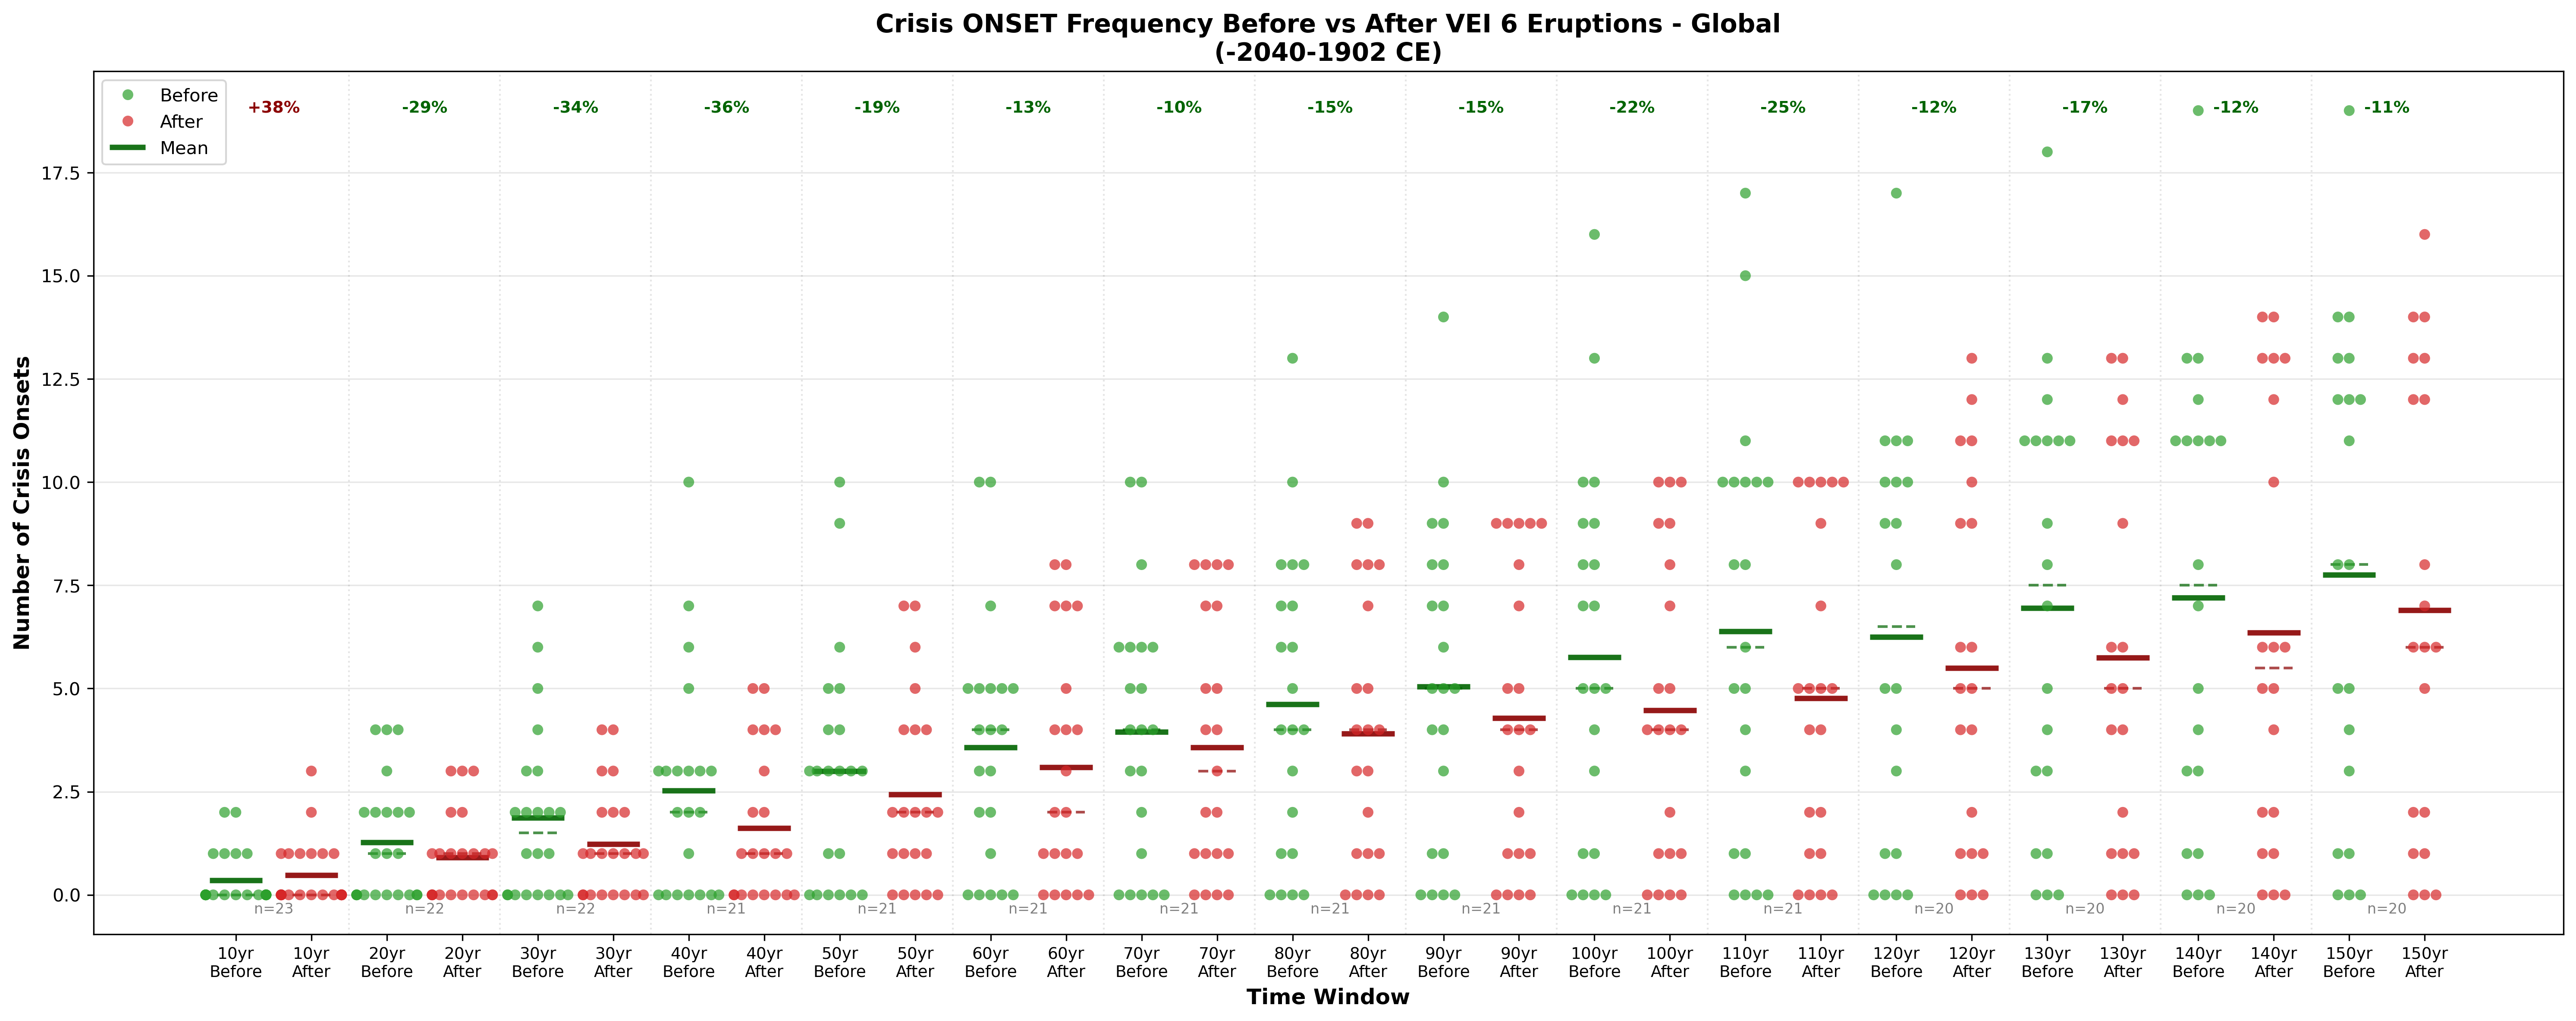 Crisis ONSET Frequency Before vs After VEI 6 Eruptions - Global
(-2040-1902 CE)
Before
After
Mean
+38%
-29%
-34%
-36%
-19%
-13%
-10%
-15%
-15%
-22%
-25%
-12%
-17%
-12%
-11%
Number of Crisis Onsets
17.5
15.0
12.5
10.0
7.5
5.0
2.5
0.0
n=23
n=22
n=22
n=21
n=21
n=21
n=21
n=21
n=21
n=21
n=21
n=20
n=20
n=20
n=20
10yr Before
10yr After
20yr Before
20yr After
30yr Before
30yr After
40yr Before
40yr After
50yr Before
50yr After
60yr Before
60yr After
70yr Before
70yr After
80yr Before
80yr After
90yr Before
90yr After
100yr Before
100yr After
110yr Before
110yr After
120yr Before
120yr After
130yr Before
130yr After
140yr Before
140yr After
150yr Before
150yr After
Time Window